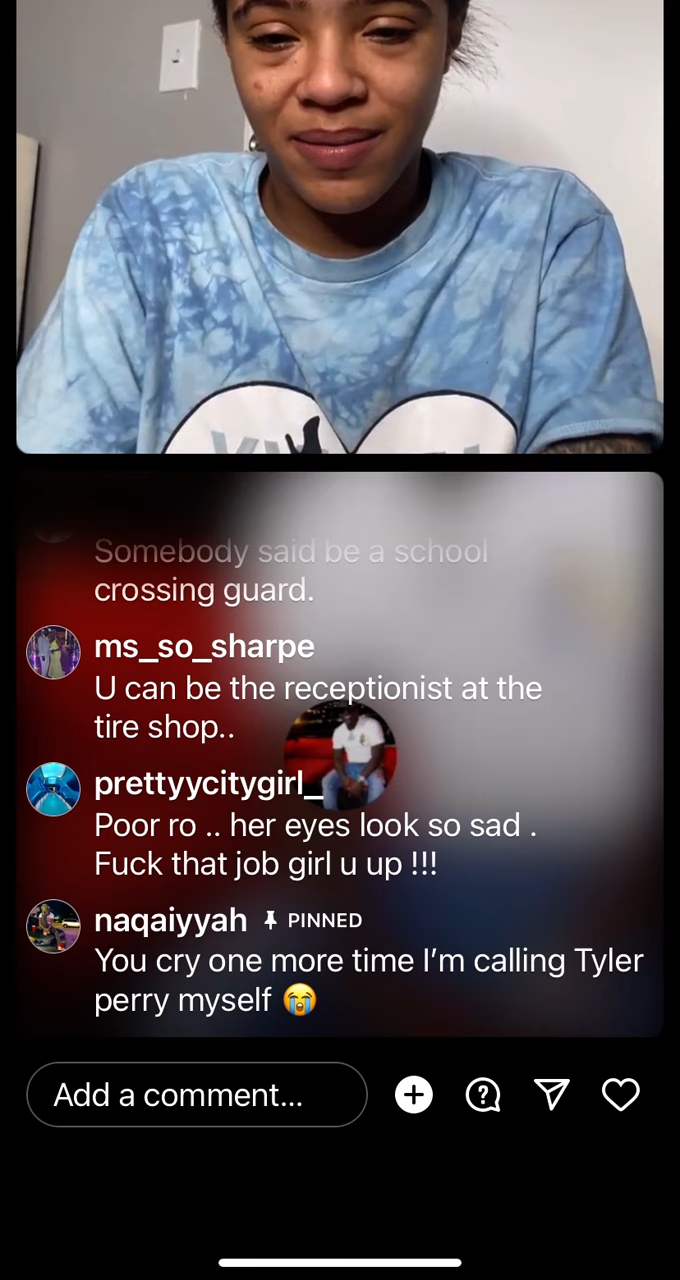 Somebody said be a school
crossing guard.
ms_so_sharpe
U can be the receptionist at the
tire shop..
prettyycitygirl_
Poor ro .. her eyes look so sad .
Fuck that job girl u up !!!
naqaiyyah PINNED
You cry one more time I’m calling Tyler
perry myself 😭
Add a comment...